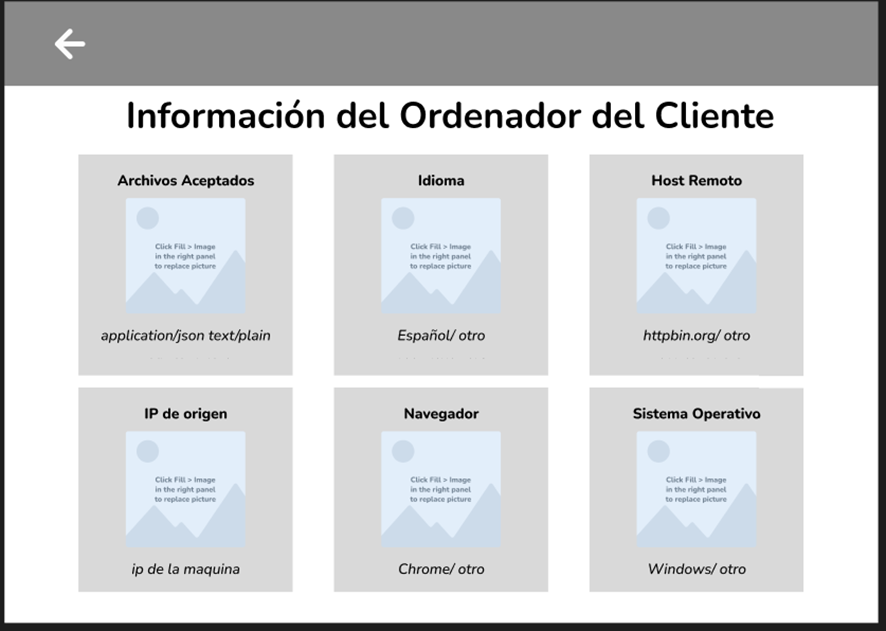 Información del Ordenador del Cliente
Archivos Aceptados
Click Fill > Image
in the right panel
to replace picture
application/json text/plain
Idioma
Click Fill > Image
in the right panel
to replace picture
Español/ otro
Host Remoto
Click Fill > Image
in the right panel
to replace picture
httpbin.org/ otro
IP de origen
Click Fill > Image
in the right panel
to replace picture
ip de la maquina
Navegador
Click Fill > Image
in the right panel
to replace picture
Chrome/ otro
Sistema Operativo
Click Fill > Image
in the right panel
to replace picture
Windows/ otro